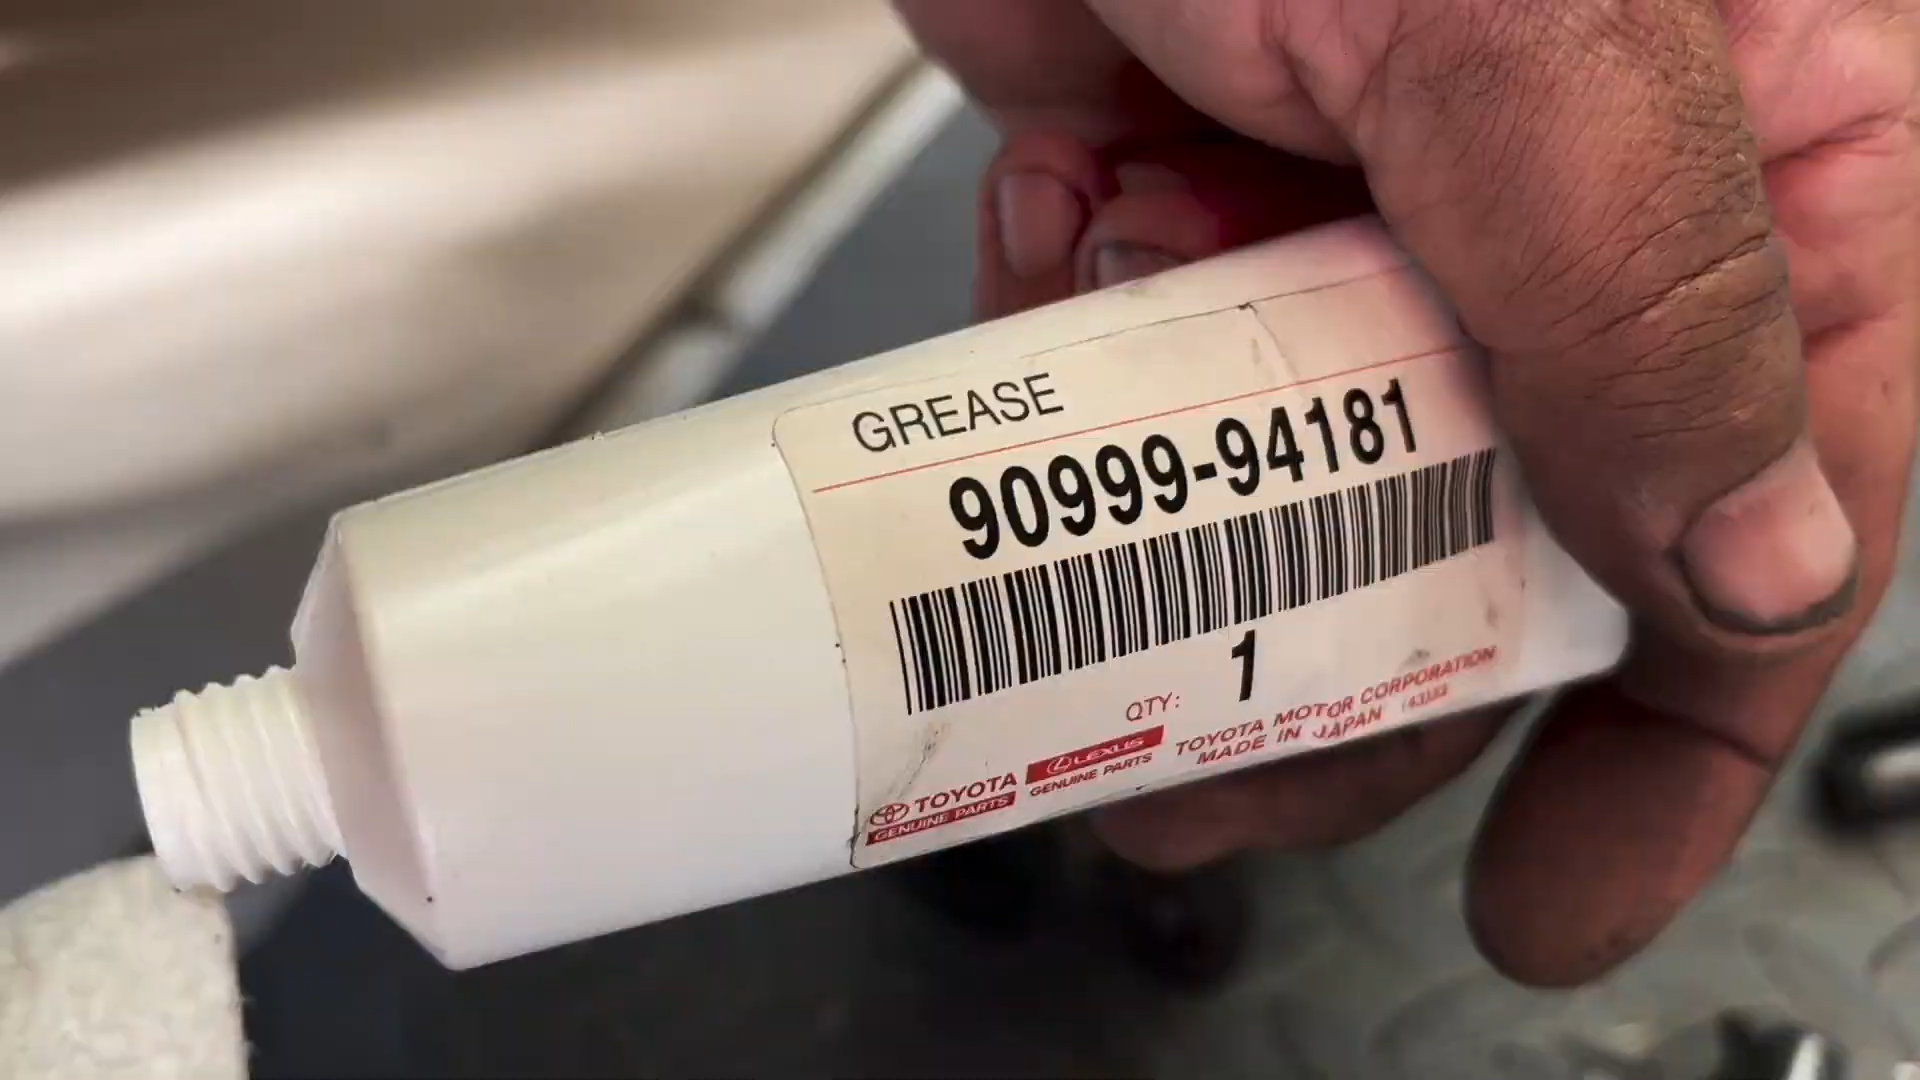 GREASE
90999-94181
1
QTY:
TOYOTA
GENUINE PARTS
LEXUS
GENUINE PARTS
TOYOTA MOTOR CORPORATION
MADE IN JAPAN